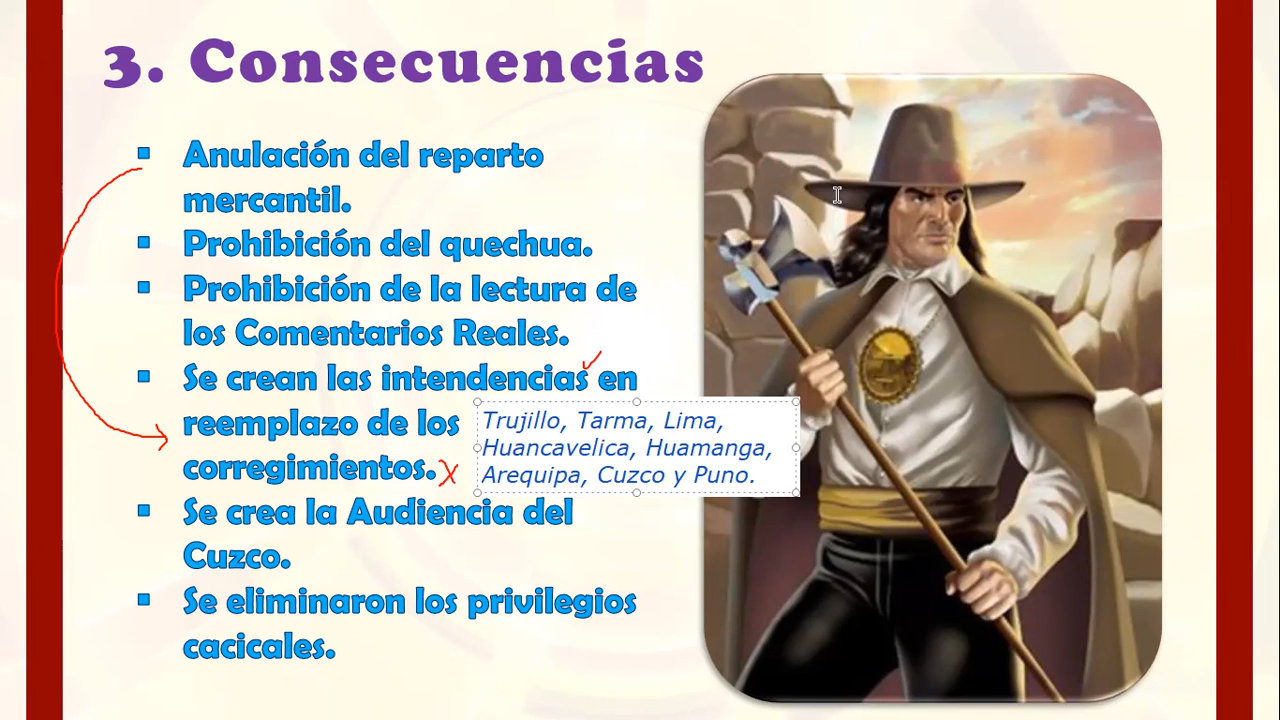 3. Consecuencias
▪ Anulación del reparto
mercantil.
▪ Prohibición del quechua.
▪ Prohibición de la lectura de
los Comentarios Reales.
▪ Se crean las intendencias en
reemplazo de los
corregimientos. X
Trujillo, Tarma, Lima,
Huancavelica, Huamanga,
Arequipa, Cuzco y Puno.
▪ Se crea la Audiencia del
Cuzco.
▪ Se eliminaron los privilegios
cacicales.